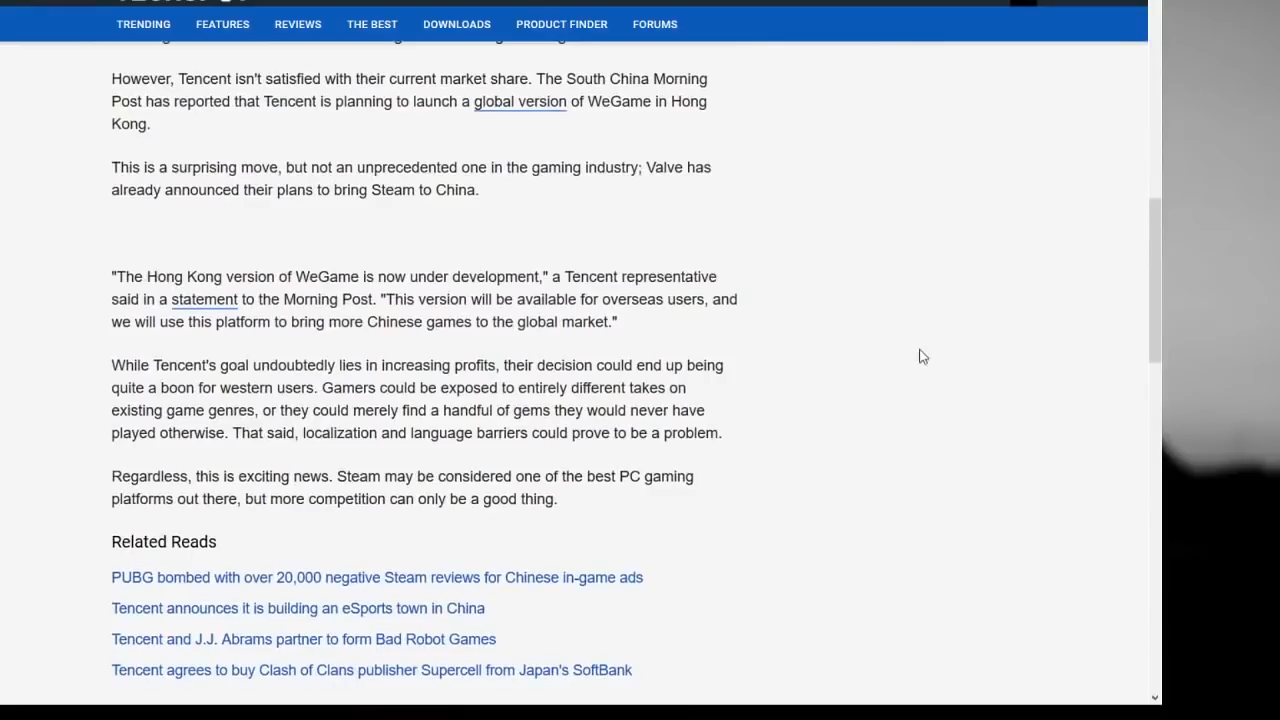 TRENDING FEATURES REVIEWS THE BEST DOWNLOADS PRODUCT FINDER FORUMS
However, Tencent isn't satisfied with their current market share. The South China Morning
Post has reported that Tencent is planning to launch a global version of WeGame in Hong
Kong.
This is a surprising move, but not an unprecedented one in the gaming industry; Valve has
already announced their plans to bring Steam to China.
"The Hong Kong version of WeGame is now under development," a Tencent representative
said in a statement to the Morning Post. "This version will be available for overseas users, and
we will use this platform to bring more Chinese games to the global market."
While Tencent's goal undoubtedly lies in increasing profits, their decision could end up being
quite a boon for western users. Gamers could be exposed to entirely different takes on
existing game genres, or they could merely find a handful of gems they would never have
played otherwise. That said, localization and language barriers could prove to be a problem.
Regardless, this is exciting news. Steam may be considered one of the best PC gaming
platforms out there, but more competition can only be a good thing.
Related Reads
PUBG bombed with over 20,000 negative Steam reviews for Chinese in-game ads
Tencent announces it is building an eSports town in China
Tencent and J.J. Abrams partner to form Bad Robot Games
Tencent agrees to buy Clash of Clans publisher Supercell from Japan's SoftBank